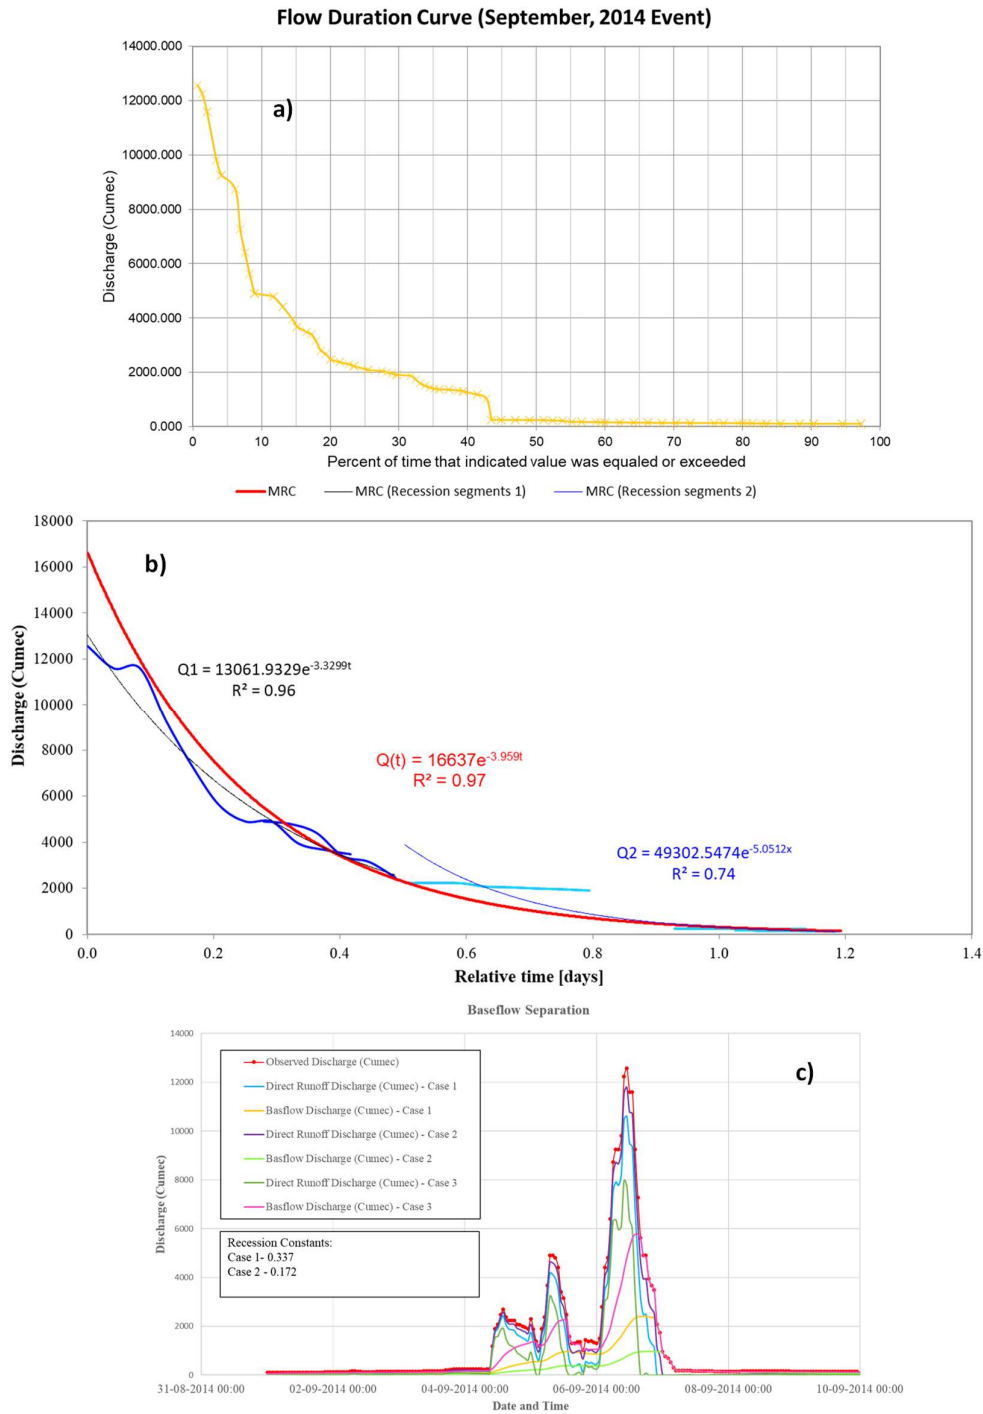 Flow Duration Curve (September, 2014 Event)
14000.000
12000.000
10000.000
8000.000
6000.000
4000.000
2000.000
0.000
Discharge (Cumec)
a)
0 10 20 30 40 50 60 70 80 90 100
Percent of time that indicated value was equaled or exceeded
MRC MRC (Recession segments 1) MRC (Recession segments 2)
18000
16000
14000
12000
10000
8000
6000
4000
2000
0
Discharge (Cumec)
b)
Q1 = 13061.9329e-3.3299t
R² = 0.96
Q(t) = 16637e-3.959t
R² = 0.97
Q2 = 49302.5474e-5.0512x
R² = 0.74
0.0 0.2 0.4 0.6 0.8 1.0 1.2 1.4
Relative time [days]
Baseflow Separation
14000
12000
10000
8000
6000
4000
2000
0
Discharge (Cumec)
c)
Observed Discharge (Cumec)
Direct Runoff Discharge (Cumec) - Case 1
Basflow Discharge (Cumec) - Case 1
Direct Runoff Discharge (Cumec) - Case 2
Basflow Discharge (Cumec) - Case 2
Direct Runoff Discharge (Cumec) - Case 3
Basflow Discharge (Cumec) - Case 3
Recession Constants:
Case 1- 0.337
Case 2 - 0.172
31-08-2014 00:00 02-09-2014 00:00 04-09-2014 00:00 06-09-2014 00:00 08-09-2014 00:00 10-09-2014 00:00
Date and Time